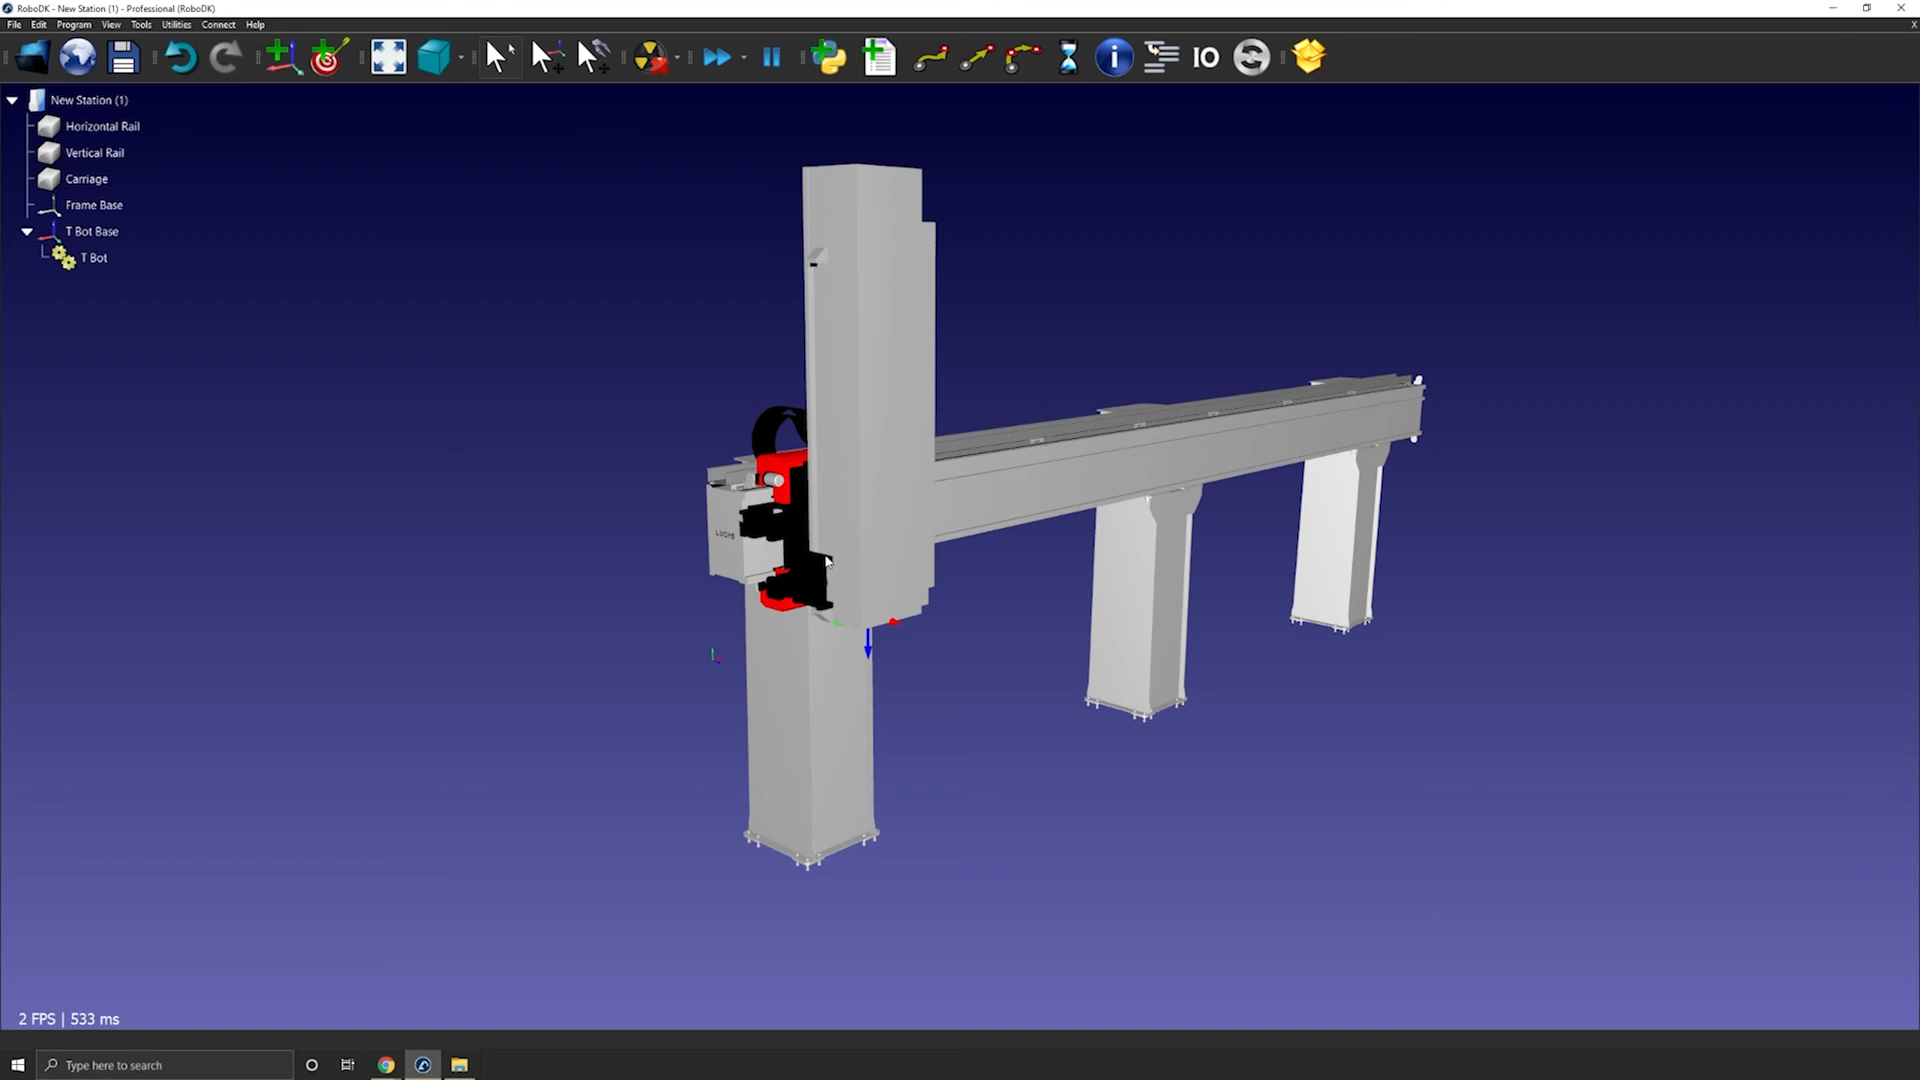 RoboDK - New Station (1) - Professional (RoboDK)
File Edit Program View Tools Utilities Connect Help
IO
New Station (1)
Horizontal Rail
Vertical Rail
Carriage
Frame Base
T Bot Base
T Bot
LUCAS
2 FPS | 533 ms
Type here to search